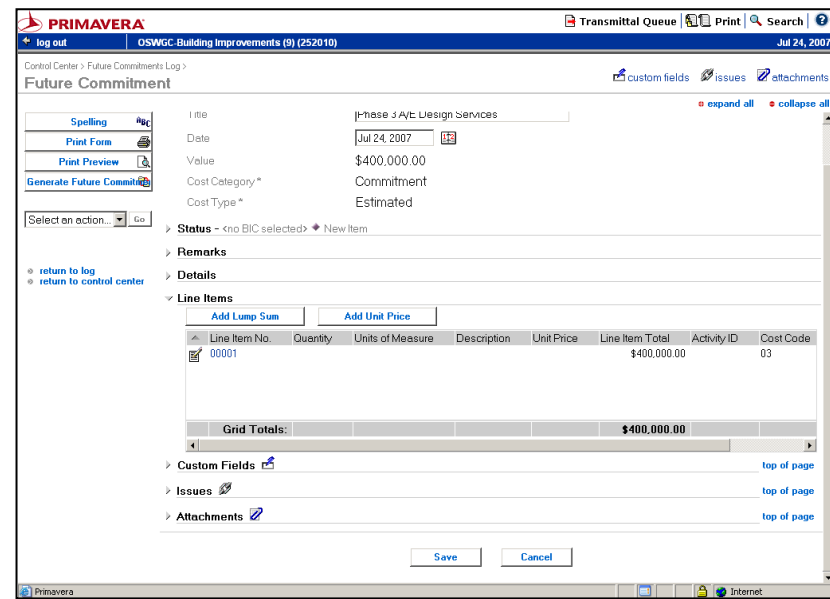 PRIMAVERA
Transmittal Queue Print Search ?
log out OSWGC-Building Improvements (9) (252010) Jul 24, 2007
Control Center > Future Commitments Log >
Future Commitment
custom fields issues attachments
expand all collapse all
Spelling ABC
Print Form
Print Preview
Generate Future Commitm
Select an action... Go
return to log
return to control center
Title Phase 3 A/E Design Services
Date Jul 24, 2007
Value $400,000.00
Cost Category * Commitment
Cost Type * Estimated
Status - <no BIC selected> New Item
Remarks
Details
Line Items
Add Lump Sum Add Unit Price
Line Item No. Quantity Units of Measure Description Unit Price Line Item Total Activity ID Cost Code
00001 $400,000.00 03
Grid Totals: $400,000.00
Custom Fields top of page
Issues top of page
Attachments top of page
Save Cancel
Primavera Internet